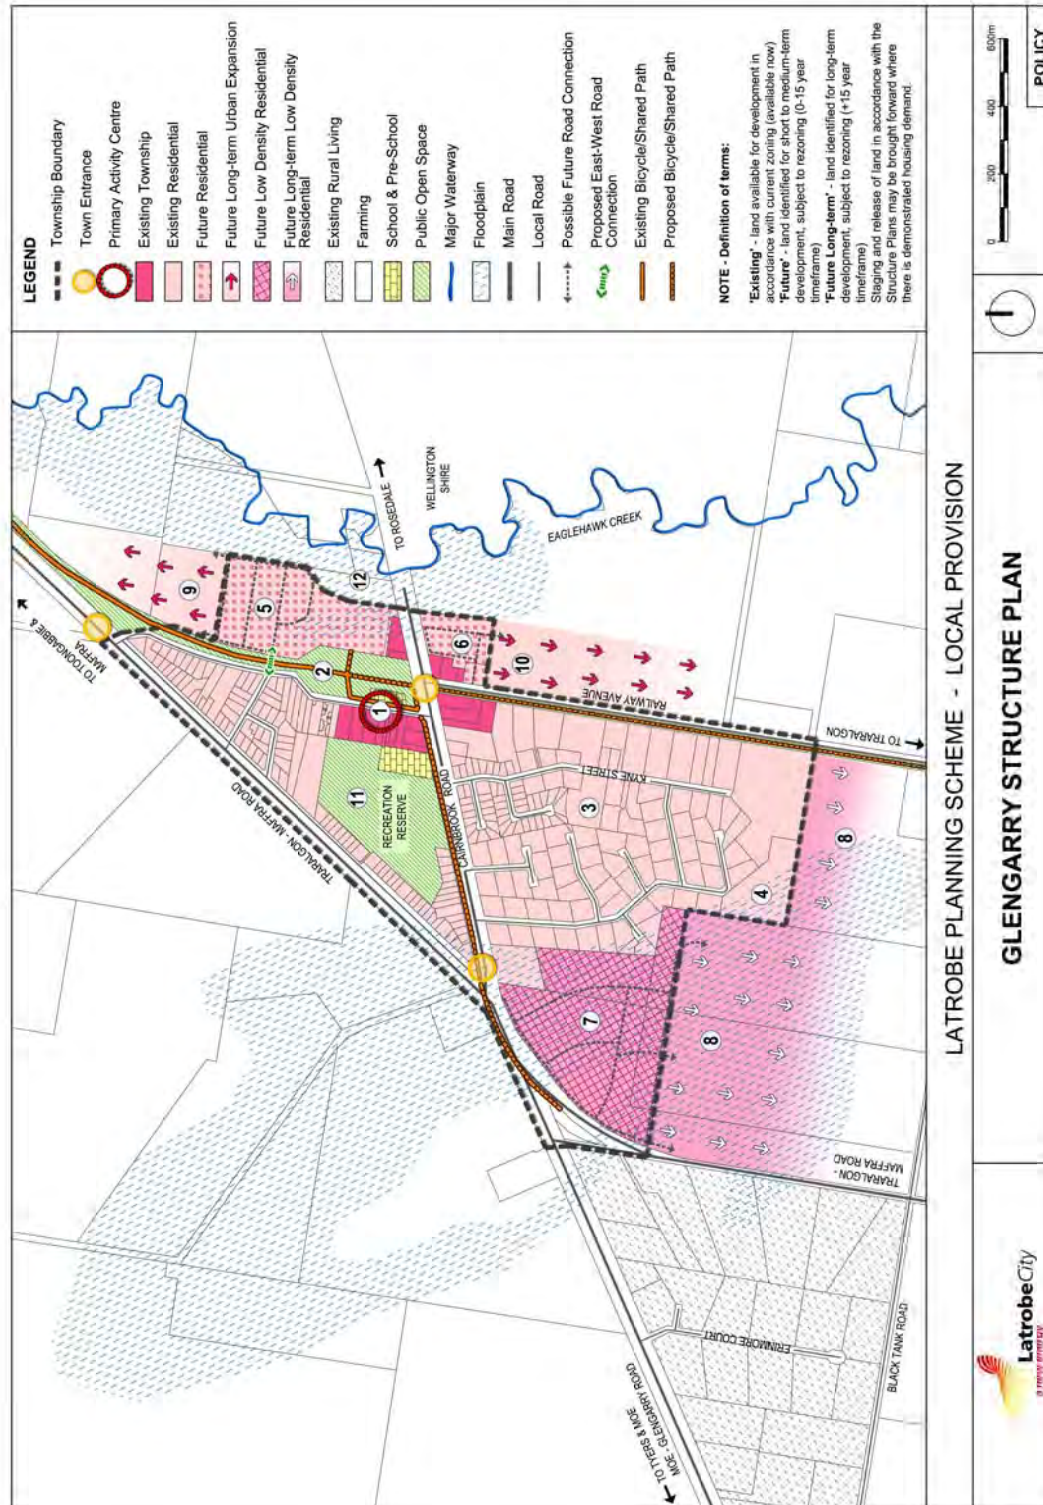 LEGEND
Township Boundary
Town Entrance
Primary Activity Centre
Existing Township
Existing Residential
Future Residential
Future Long-term Urban Expansion
Future Low Density Residential
Future Long-term Low Density
Residential
Existing Rural Living
Farming
School & Pre-School
Public Open Space
Major Waterway
Floodplain
Main Road
Local Road
Possible Future Road Connection
Proposed East-West Road
Connection
Existing Bicycle/Shared Path
Proposed Bicycle/Shared Path
NOTE - Definition of terms:
'Existing' - land available for development in
accordance with current zoning (available now)
'Future' - land identified for short to medium-term
development, subject to rezoning (0-15 year
timeframe)
'Future Long-term' - land identified for long-term
development, subject to rezoning (+15 year
timeframe)
Staging and release of land in accordance with the
Structure Plans may be brought forward where
there is demonstrated housing demand.
TO TOONGABBIE &
MAFFRA
9
5
12
2
6
10
1
11
3
4
7
8
8
TO ROSEDALE
WELLINGTON
SHIRE
EAGLEHAWK CREEK
RAILWAY AVENUE
TO TRARALGON
TRARALGON - MAFFRA ROAD
RECREATION
RESERVE
CAIRNBROOK ROAD
KYNE STREET
TRARALGON -
MAFFRA ROAD
ERINMORE COURT
BLACK TANK ROAD
TO TYERS & MOE
MOE - GLENGARRY ROAD
LATROBE PLANNING SCHEME - LOCAL PROVISION
LatrobeCity
a new energy
GLENGARRY STRUCTURE PLAN
0
200
400
600m
POLICY